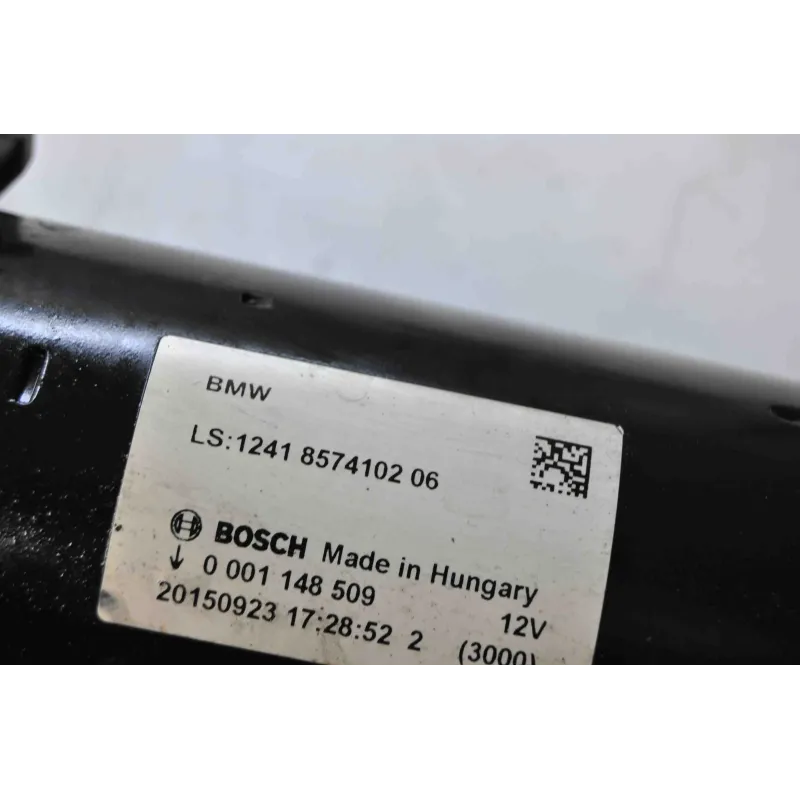 BMW
LS:1241 8574102 06
BOSCH Made in Hungary
↓ 0 001 148 509 12V
20150923 17:28:52 2 (3000)